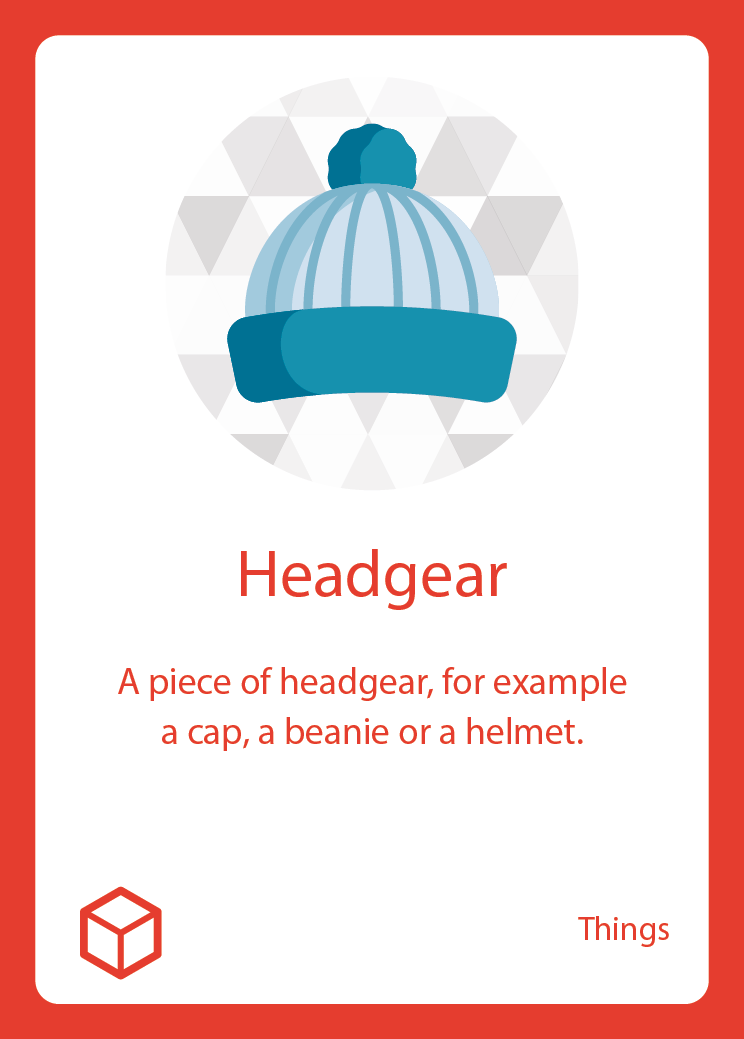 Headgear
A piece of headgear, for example
a cap, a beanie or a helmet.
Things